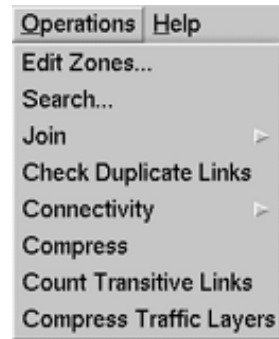 Operations Help
Edit Zones...
Search...
Join
Check Duplicate Links
Connectivity
Compress
Count Transitive Links
Compress Traffic Layers